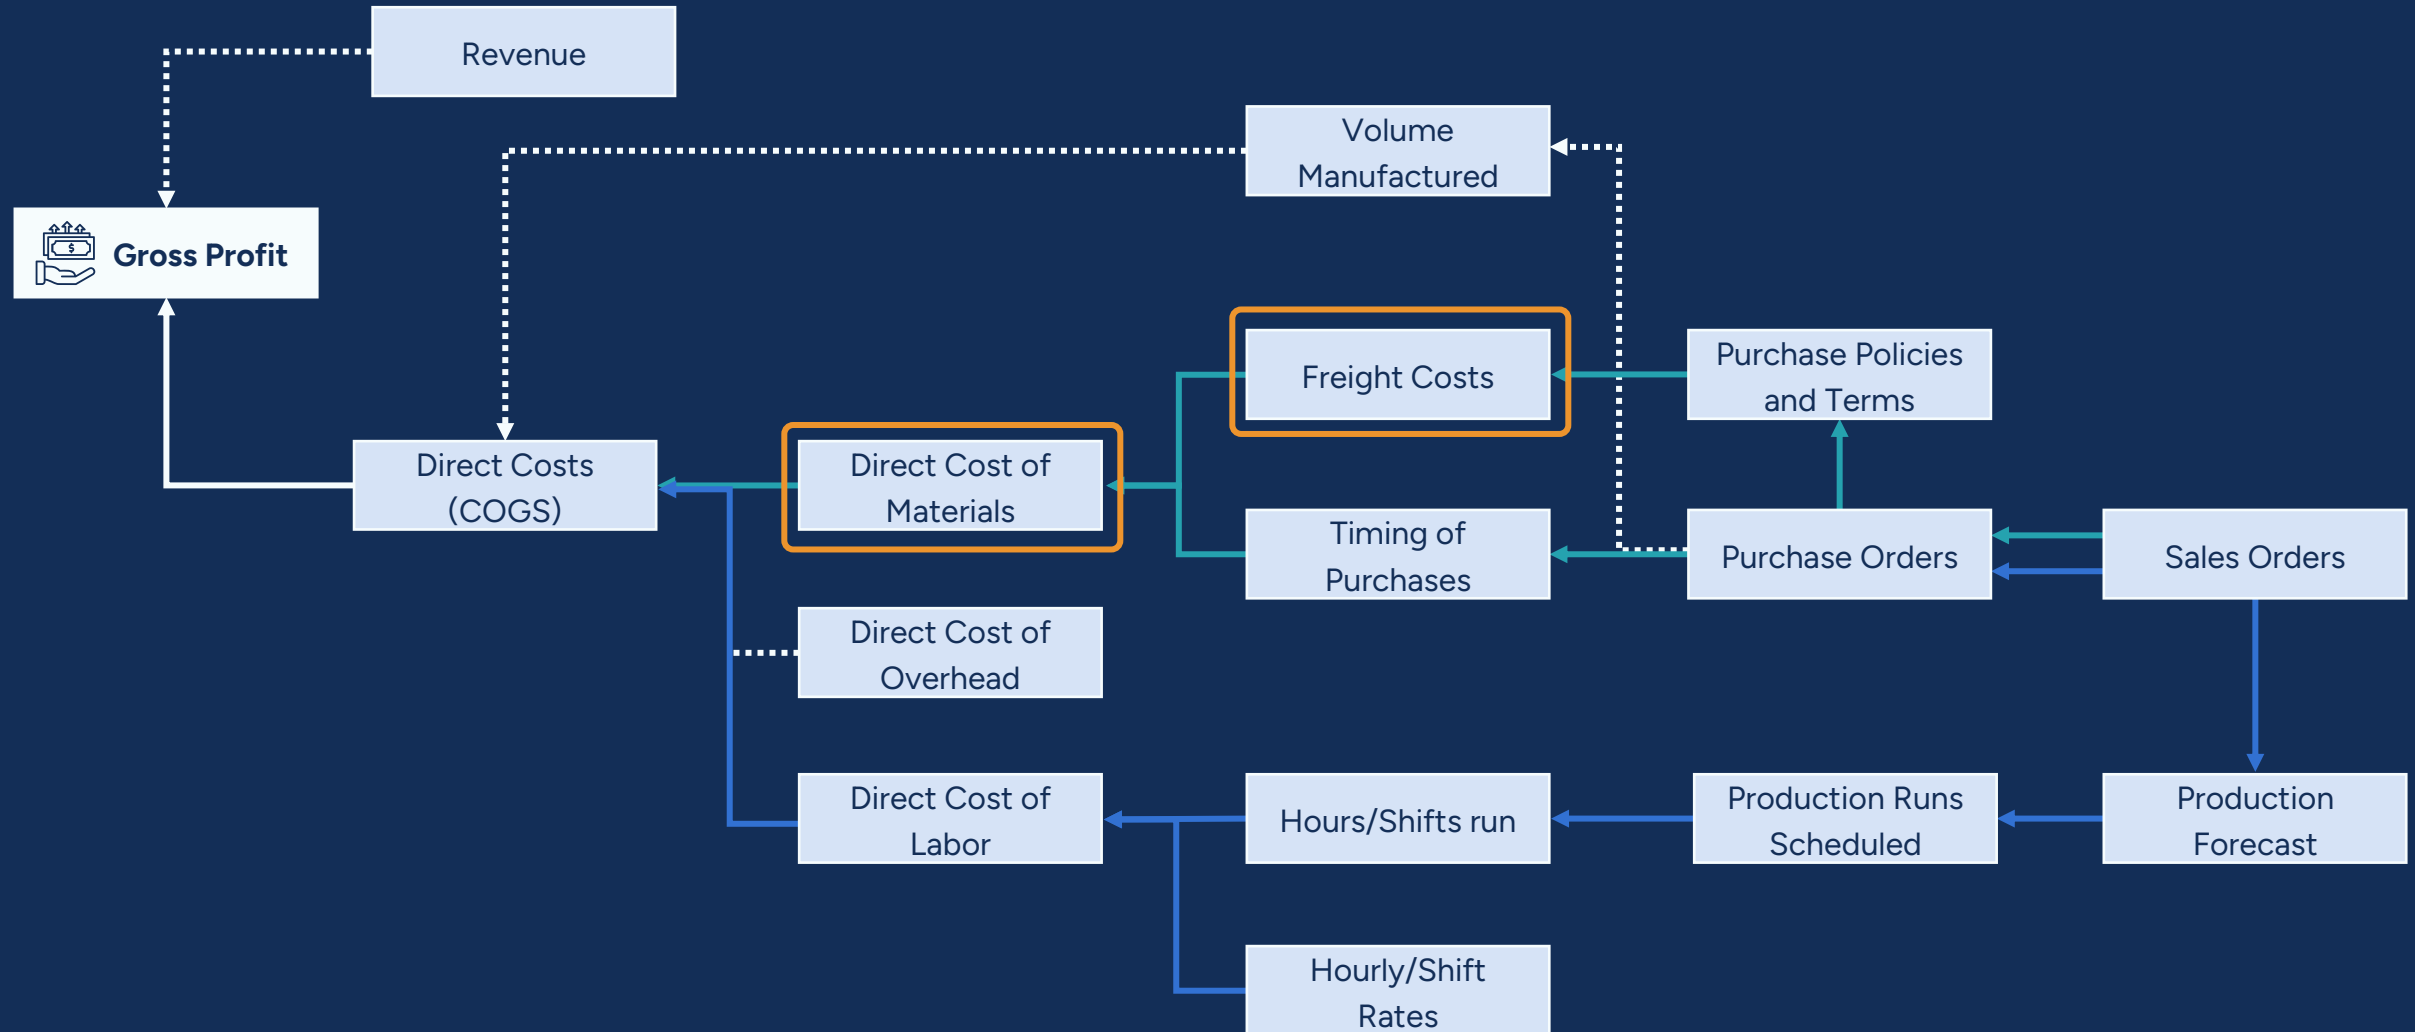 Revenue
Volume
Manufactured
$
Gross Profit
Freight Costs
Purchase Policies
and Terms
Direct Costs
(COGS)
Direct Cost of
Materials
Timing of
Purchases
Purchase Orders
Sales Orders
Direct Cost of
Overhead
Direct Cost of
Labor
Hours/Shifts run
Production Runs
Scheduled
Production
Forecast
Hourly/Shift
Rates